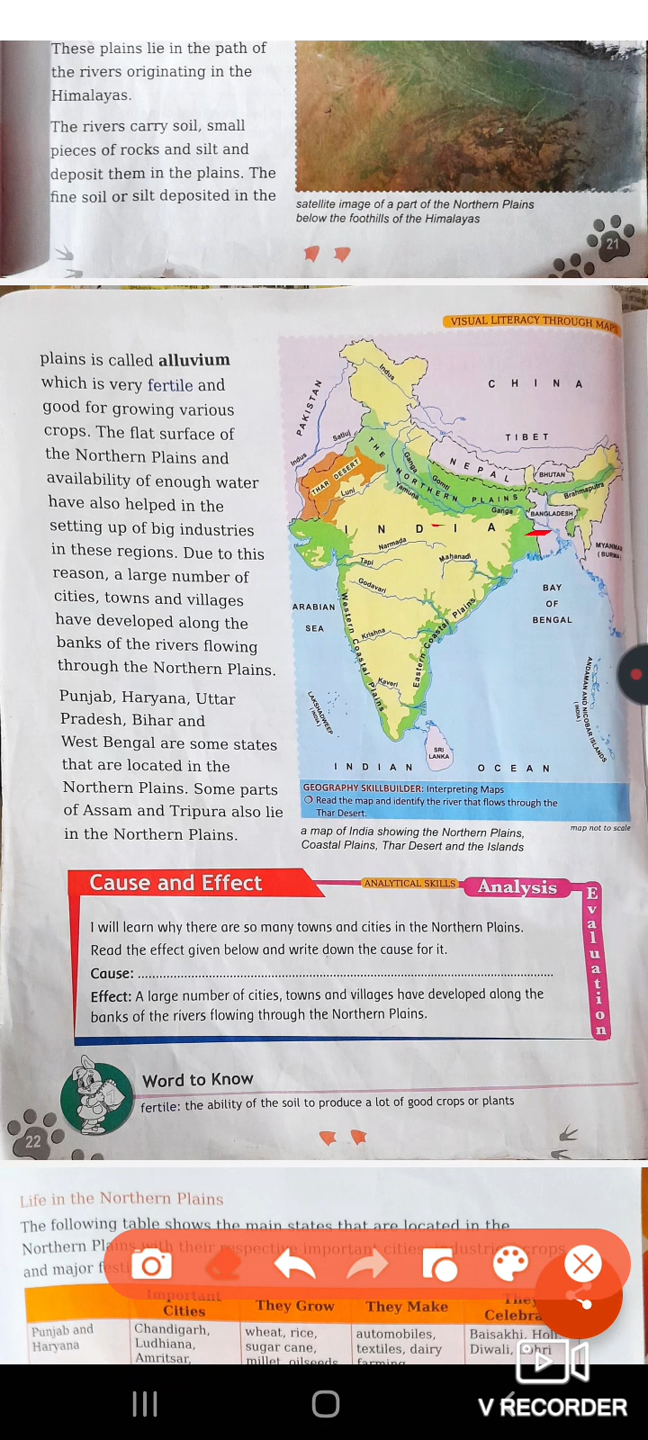 These plains lie in the path of
the rivers originating in the
Himalayas.
The rivers carry soil, small
pieces of rocks and silt and
deposit them in the plains. The
fine soil or silt deposited in the
satellite image of a part of the Northern Plains
below the foothills of the Himalayas
21
VISUAL LITERACY THROUGH MAPS
plains is called alluvium
which is very fertile and
good for growing various
crops. The flat surface of
the Northern Plains and
availability of enough water
have also helped in the
setting up of big industries
in these regions. Due to this
reason, a large number of
cities, towns and villages
have developed along the
banks of the rivers flowing
through the Northern Plains.
Punjab, Haryana, Uttar
Pradesh, Bihar and
West Bengal are some states
that are located in the
Northern Plains. Some parts
of Assam and Tripura also lie
in the Northern Plains.
CHINA
PAKISTAN
Indus
TIBET
Satluj
Indus
THE NORTHERN PLAINS
NEPAL
BHUTAN
THAR DESERT
Ganga
Gomti
Yamuna
Brahmaputra
Luni
Ganga
BANGLADESH
INDIA
MYANMAR
(BURMA)
Narmada
Tapi
Mahanadi
Godavari
BAY
OF
BENGAL
ARABIAN
SEA
Western Coastal Plains
Eastern Coastal Plains
Krishna
Kaveri
LAKSHADWEEP
(INDIA)
ANDAMAN AND NICOBAR ISLANDS
(INDIA)
SRI
LANKA
INDIAN OCEAN
GEOGRAPHY SKILLBUILDER: Interpreting Maps
Read the map and identify the river that flows through the
Thar Desert.
map not to scale
a map of India showing the Northern Plains,
Coastal Plains, Thar Desert and the Islands
Cause and Effect
ANALYTICAL SKILLS
Analysis
Evaluation
I will learn why there are so many towns and cities in the Northern Plains.
Read the effect given below and write down the cause for it.
Cause: ....................................................................
Effect: A large number of cities, towns and villages have developed along the
banks of the rivers flowing through the Northern Plains.
Word to Know
fertile: the ability of the soil to produce a lot of good crops or plants
22
Life in the Northern Plains
The following table shows the main states that are located in the
Northern Plains with their respective important cities, industries, crops
and major
Important
Cities
They Grow
They Make
They
Punjab and
Haryana
Chandigarh,
Ludhiana,
Amritsar,
wheat, rice,
sugar cane,
millet, oilseeds
automobiles,
textiles, dairy
farming
Baisakhi, Holi,
Diwali,
V RECORDER